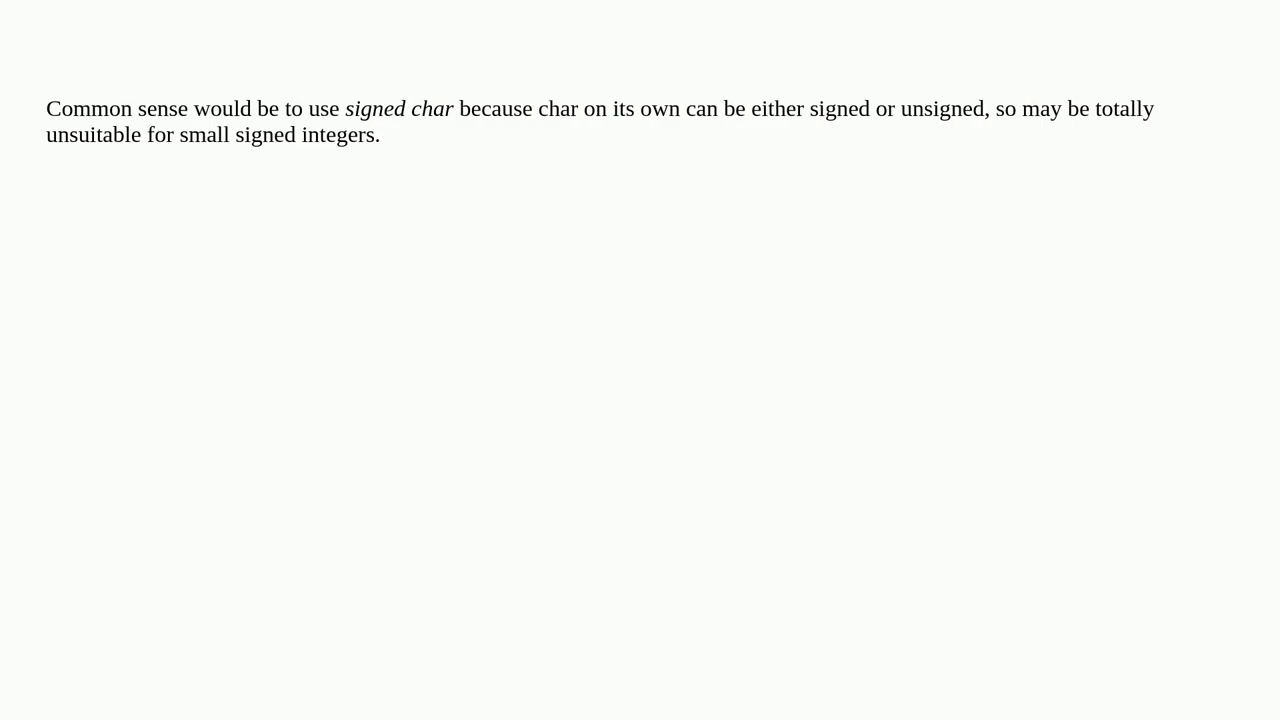 Common sense would be to use signed char because char on its own can be either signed or unsigned, so may be totally
unsuitable for small signed integers.